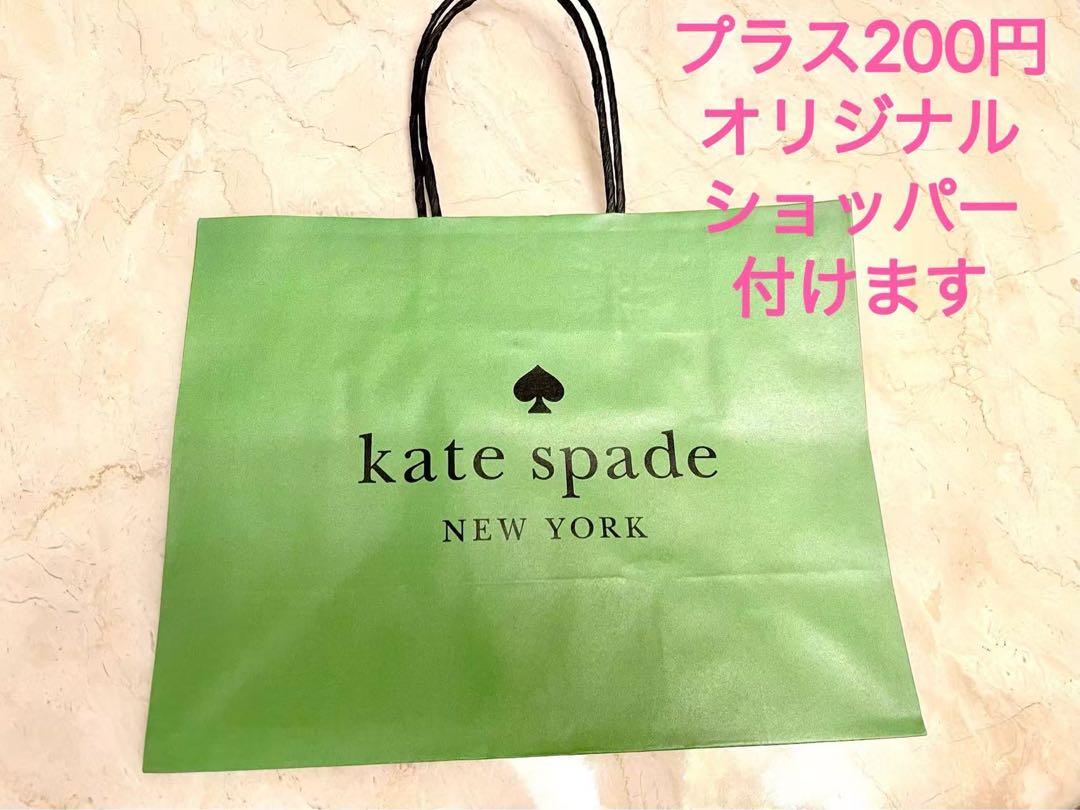 プラス200円
オリジナル
ショッパー
付けます
kate spade
NEW YORK